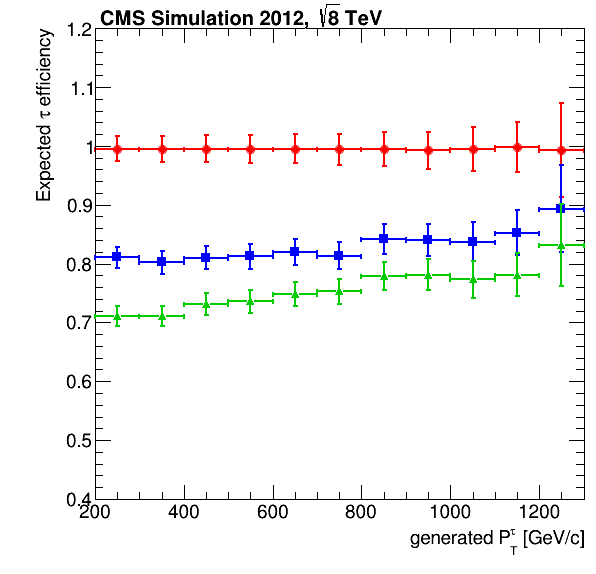 CMS Simulation 2012, √8 TeV
Expected τ efficiency
1.2
1.1
1
0.9
0.8
0.7
0.6
0.5
0.4
200 400 600 800 1000 1200
generated P_T^τ [GeV/c]